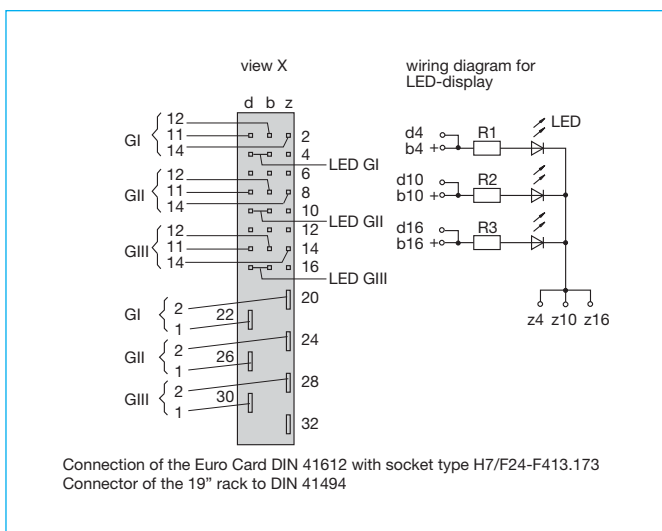 view X
wiring diagram for
LED-display
d b z
GI
12
11
14
2
4
LED GI
6
GII
12
11
14
8
10
LED GII
12
GIII
12
11
14
14
16
LED GIII
GI
2
1
20
22
GII
2
1
24
26
GIII
2
1
28
30
32
LED
d4
b4 +
R1
d10
b10 +
R2
d16
b16 +
R3
z4 z10 z16
Connection of the Euro Card DIN 41612 with socket type H7/F24-F413.173
Connector of the 19” rack to DIN 41494